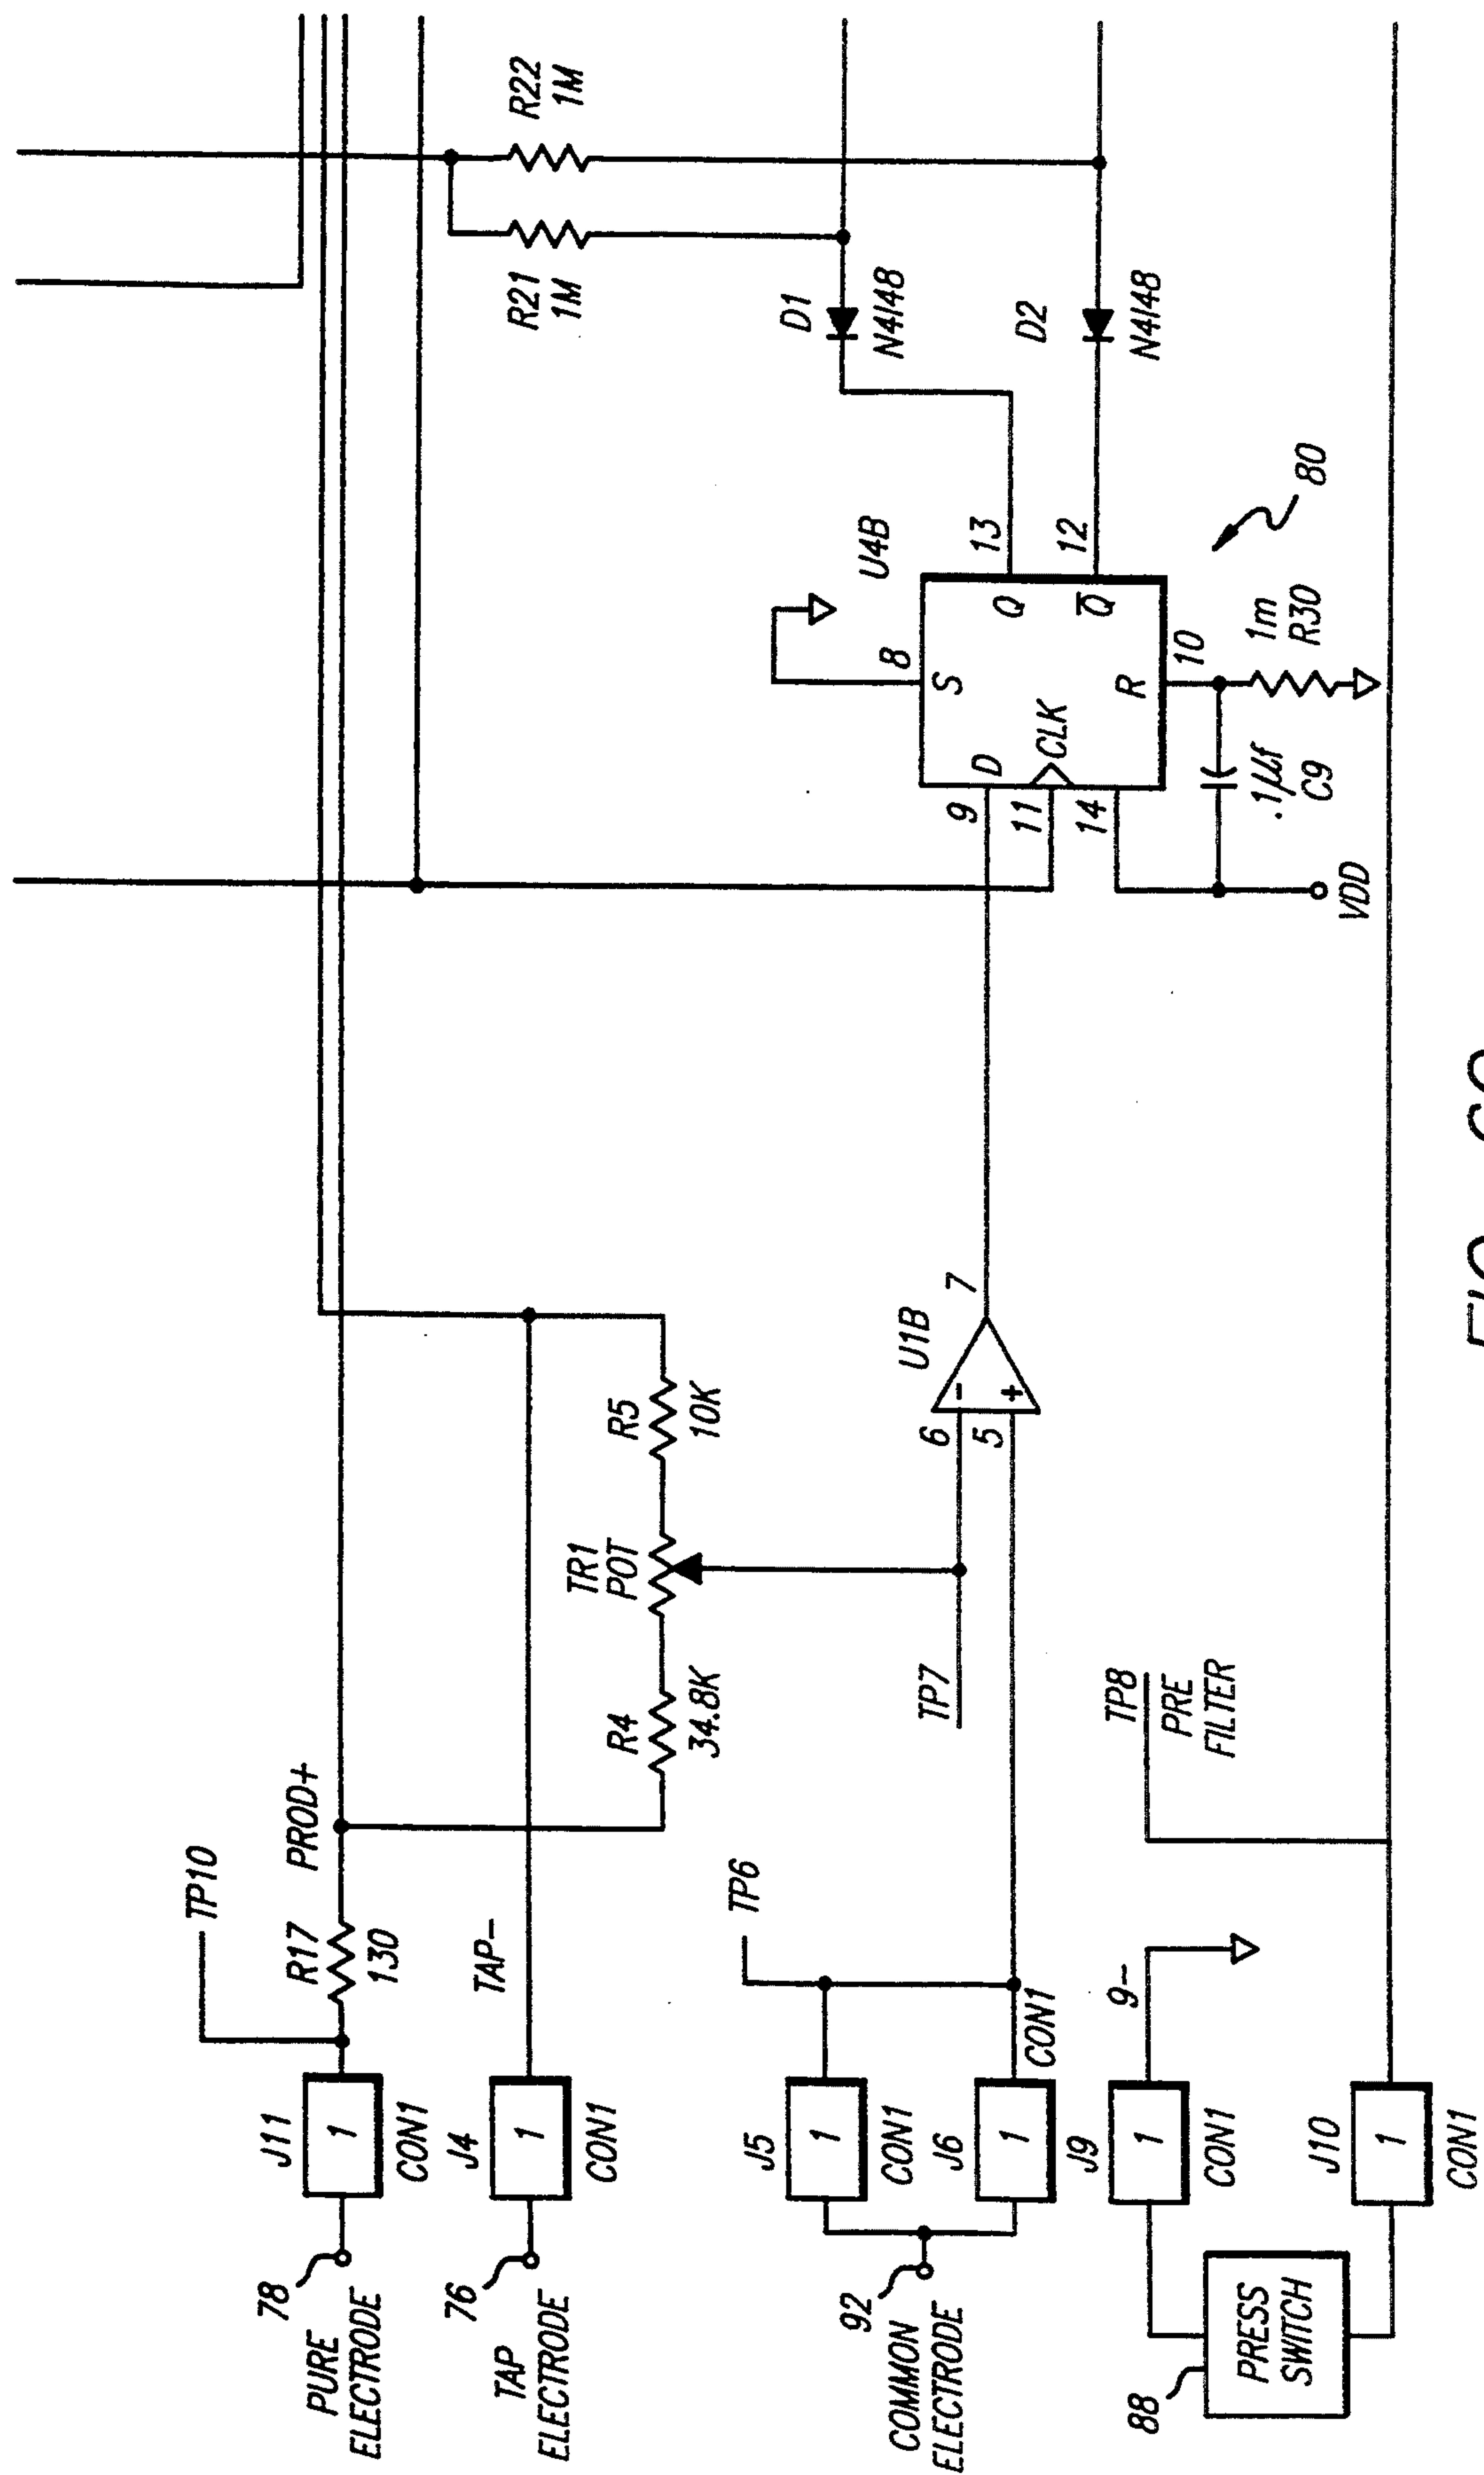 78
PURE
ELECTRODE
J11
1
CON1
TP10
R17
130
PROD+
76
TAP
ELECTRODE
J4
1
CON1
TAP-
R4
34.8K
TR1
POT
R5
10K
R21
1M
R22
1M
92
COMMON
ELECTRODE
J5
1
CON1
J6
1
CON1
TP6
TP7
6
5
-
+
U1B
7
9
11
14
D
CLK
S
R
Q
Q̅
8
U4B
13
12
10
D1
N4148
D2
N4148
80
1m
R30
.1µf
C9
VDD
88
PRESS
SWITCH
J9
1
CON1
9-
J10
1
CON1
TP8
PRE
FILTER